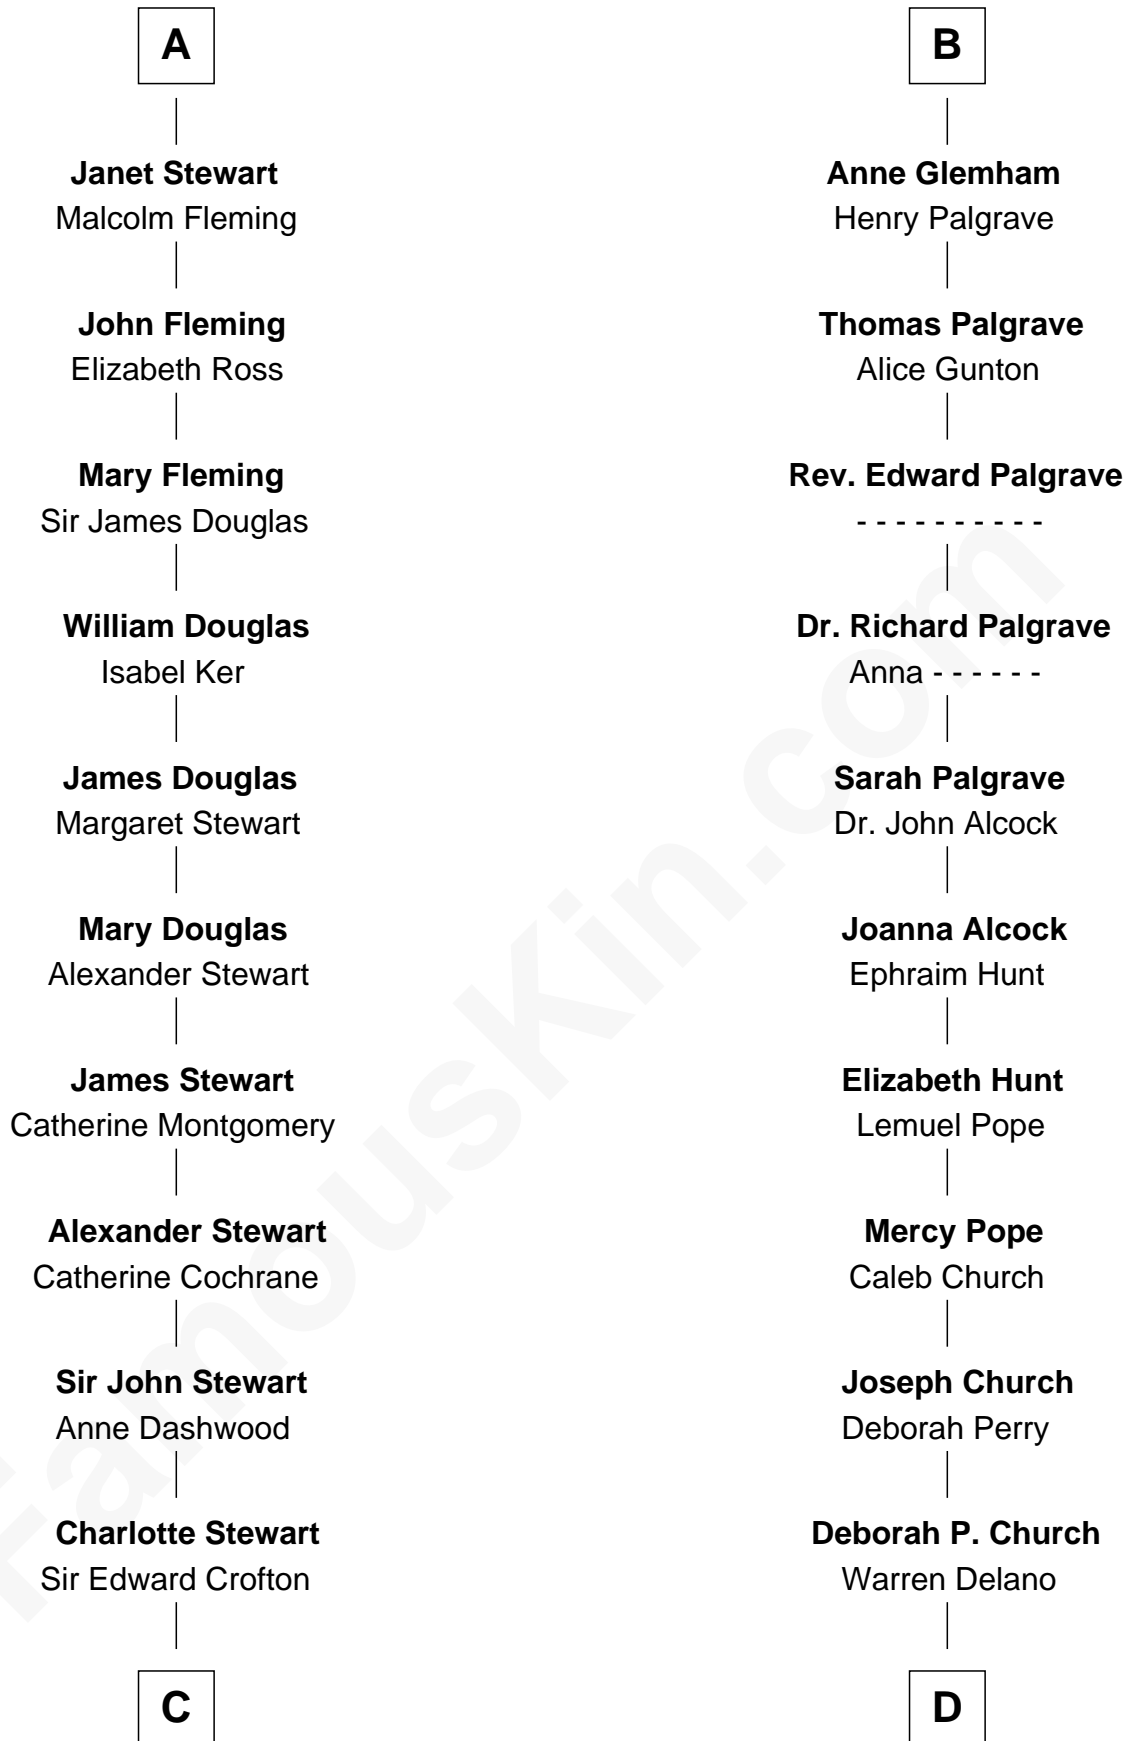 A
Janet Stewart
Malcolm Fleming
John Fleming
Elizabeth Ross
Mary Fleming
Sir James Douglas
William Douglas
Isabel Ker
James Douglas
Margaret Stewart
Mary Douglas
Alexander Stewart
James Stewart
Catherine Montgomery
Alexander Stewart
Catherine Cochrane
Sir John Stewart
Anne Dashwood
Charlotte Stewart
Sir Edward Crofton
C
B
Anne Glemham
Henry Palgrave
Thomas Palgrave
Alice Gunton
Rev. Edward Palgrave
- - - - - - - - - -
Dr. Richard Palgrave
Anna - - - - - -
Sarah Palgrave
Dr. John Alcock
Joanna Alcock
Ephraim Hunt
Elizabeth Hunt
Lemuel Pope
Mercy Pope
Caleb Church
Joseph Church
Deborah Perry
Deborah P. Church
Warren Delano
D
FamousKin.com